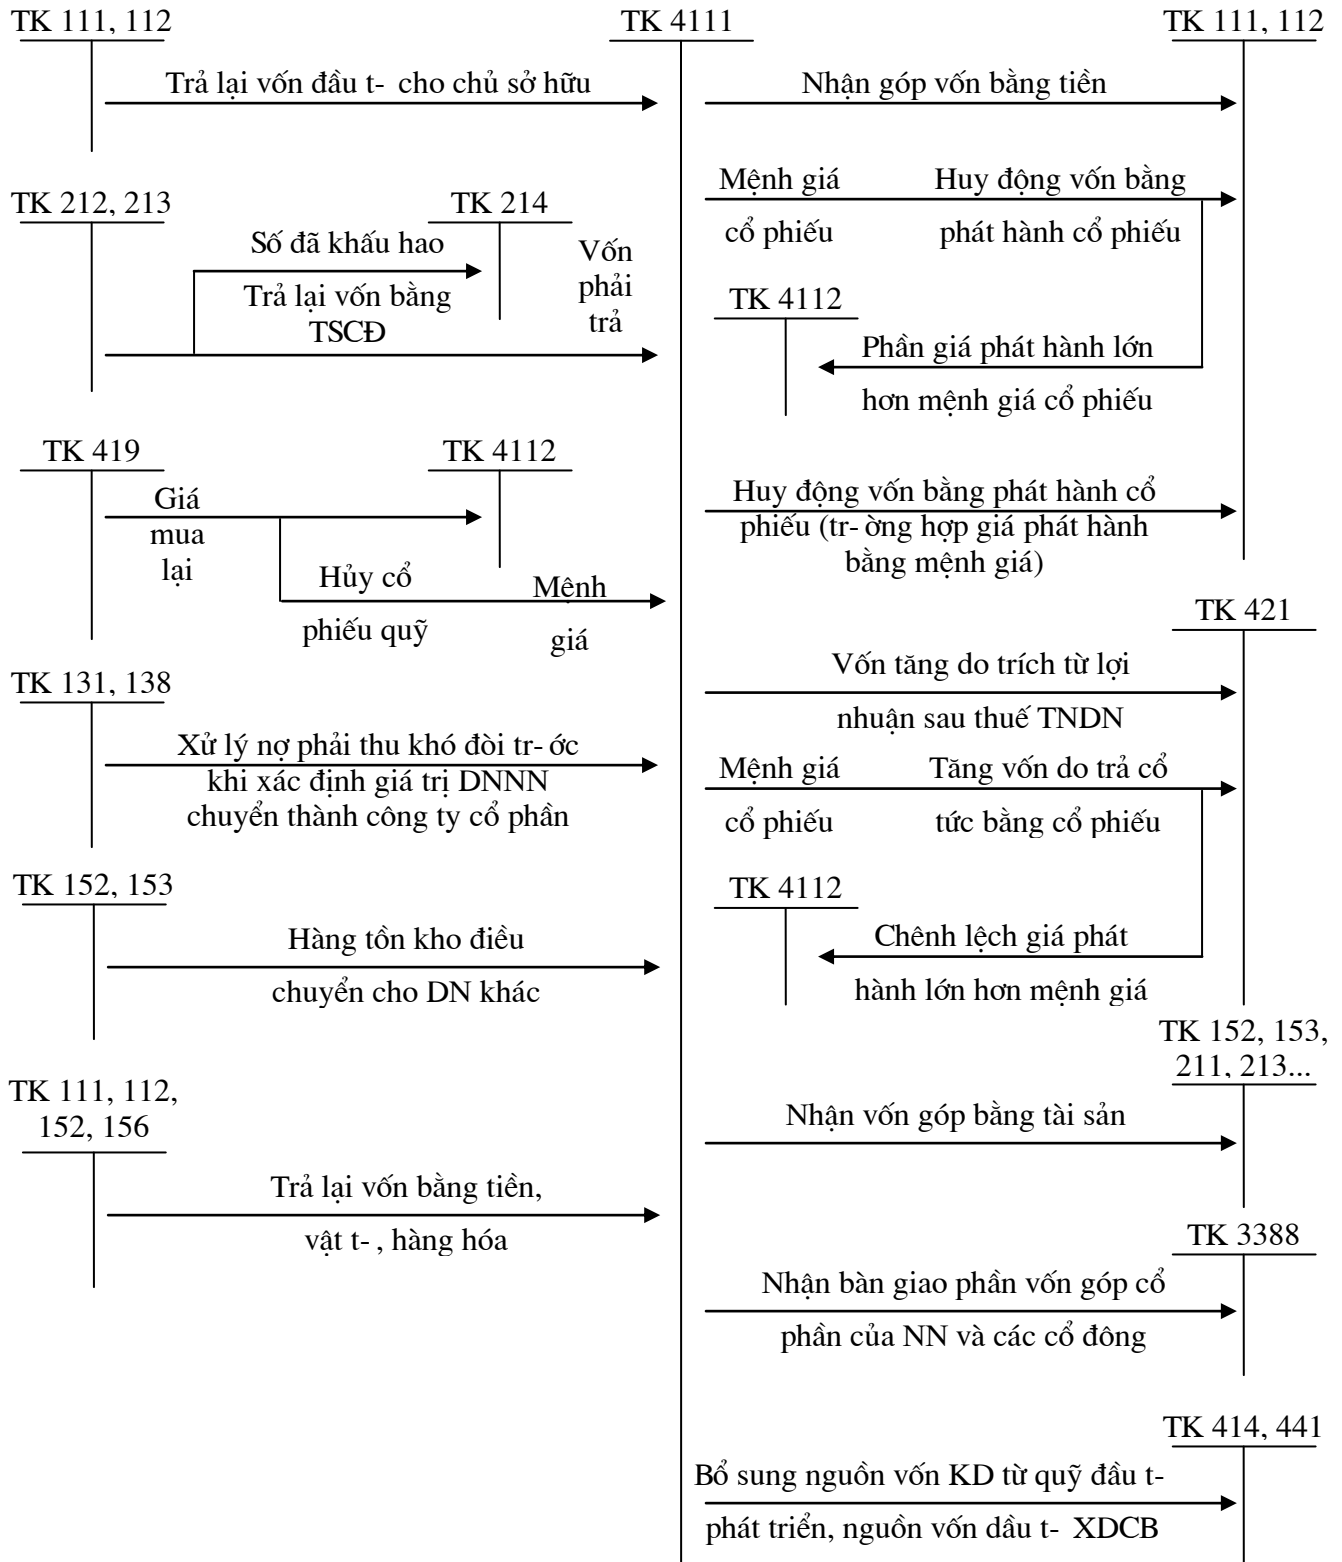 TK 111, 112
TK 4111
TK 111, 112
Trả lại vốn đầu t- cho chủ sở hữu
Nhận góp vốn bằng tiền
TK 212, 213
TK 214
Số đã khấu hao
Trả lại vốn bằng
TSCĐ
Vốn
phải
trả
Mệnh giá
cổ phiếu
Huy động vốn bằng
phát hành cổ phiếu
TK 4112
Phần giá phát hành lớn
hơn mệnh giá cổ phiếu
TK 419
TK 4112
Giá
mua
lại
Hủy cổ
phiếu quỹ
Mệnh
giá
Huy động vốn bằng phát hành cổ
phiếu (tr- ờng hợp giá phát hành
bằng mệnh giá)
TK 421
Vốn tăng do trích từ lợi
nhuận sau thuế TNDN
TK 131, 138
Xử lý nợ phải thu khó đòi tr- ớc
khi xác định giá trị DNNN
chuyển thành công ty cổ phần
Mệnh giá
cổ phiếu
Tăng vốn do trả cổ
tức bằng cổ phiếu
TK 4112
Chênh lệch giá phát
hành lớn hơn mệnh giá
TK 152, 153
Hàng tồn kho điều
chuyển cho DN khác
TK 152, 153,
211, 213...
Nhận vốn góp bằng tài sản
TK 111, 112,
152, 156
Trả lại vốn bằng tiền,
vật t- , hàng hóa
TK 3388
Nhận bàn giao phần vốn góp cổ
phần của NN và các cổ đông
TK 414, 441
Bổ sung nguồn vốn KD từ quỹ đầu t-
phát triển, nguồn vốn dầu t- XDCB